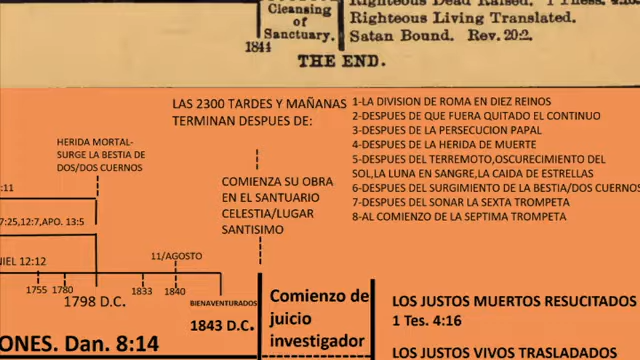 Cleansing
of
Sanctuary.
1844
Righteous Dead Raised. 1 Thess. 4:16.
Righteous Living Translated.
Satan Bound. Rev. 20:2.
THE END.
LAS 2300 TARDES Y MAÑANAS
TERMINAN DESPUES DE:
1-LA DIVISION DE ROMA EN DIEZ REINOS
2-DESPUES DE QUE FUERA QUITADO EL CONTINUO
3-DESPUES DE LA PERSECUCION PAPAL
4-DESPUES DE LA HERIDA DE MUERTE
5-DESPUES DEL TERREMOTO,OSCURECIMIENTO DEL
SOL,LA LUNA EN SANGRE,LA CAIDA DE ESTRELLAS
6-DESPUES DEL SURGIMIENTO DE LA BESTIA/DOS CUERNOS
7-DESPUES DEL SONAR LA SEXTA TROMPETA
8-AL COMIENZO DE LA SEPTIMA TROMPETA
HERIDA MORTAL-
SURGE LA BESTIA DE
DOS/DOS CUERNOS
COMIENZA SU OBRA
EN EL SANTUARIO
CELESTIA/LUGAR
SANTISIMO
:11
7:25,12:7,APO. 13:5
NIEL 12:12
11/AGOSTO
1755 1780
1798 D.C.
1833 1840
BIENAVENTURADOS
1843 D.C.
Comienzo de
juicio
investigador
LOS JUSTOS MUERTOS RESUCITADOS
1 Tes. 4:16
LOS JUSTOS VIVOS TRASLADADOS
ONES. Dan. 8:14